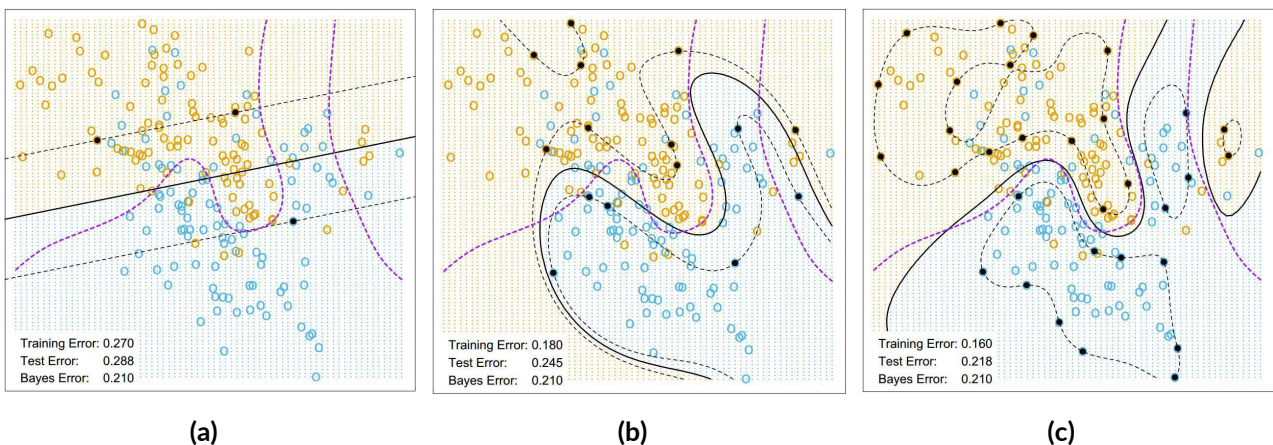 Training Error: 0.270
Test Error: 0.288
Bayes Error: 0.210
Training Error: 0.180
Test Error: 0.245
Bayes Error: 0.210
Training Error: 0.160
Test Error: 0.218
Bayes Error: 0.210
(a)
(b)
(c)